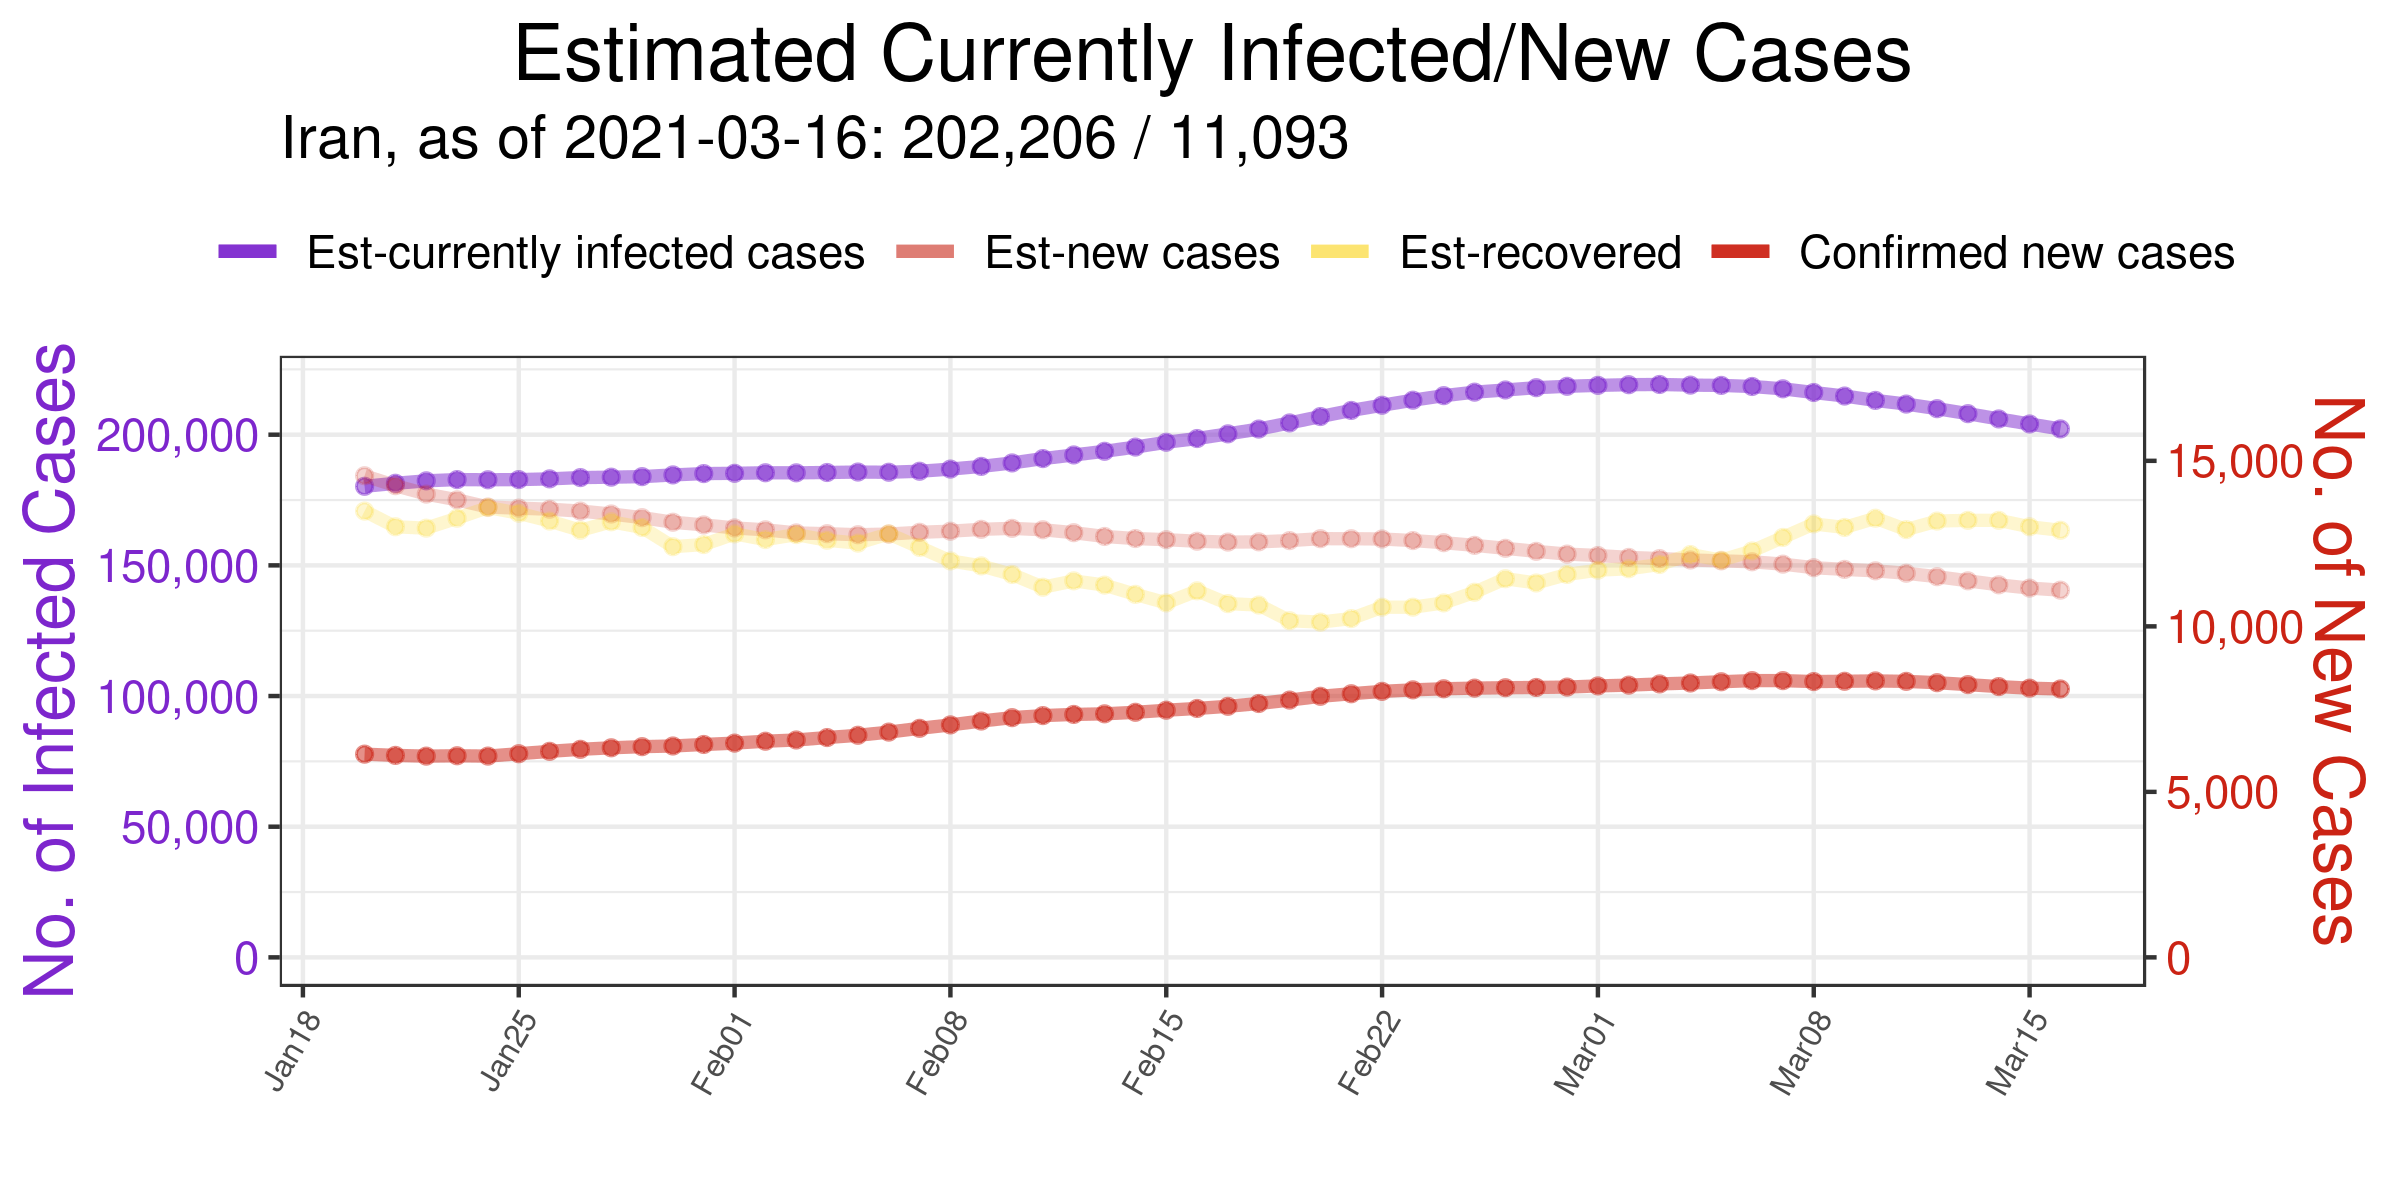 Estimated Currently Infected/New Cases
Iran, as of 2021-03-16: 202,206 / 11,093
Est-currently infected cases
Est-new cases
Est-recovered
Confirmed new cases
No. of Infected Cases
200,000
150,000
100,000
50,000
0
15,000
10,000
5,000
0
No. of New Cases
Jan18
Jan25
Feb01
Feb08
Feb15
Feb22
Mar01
Mar08
Mar15